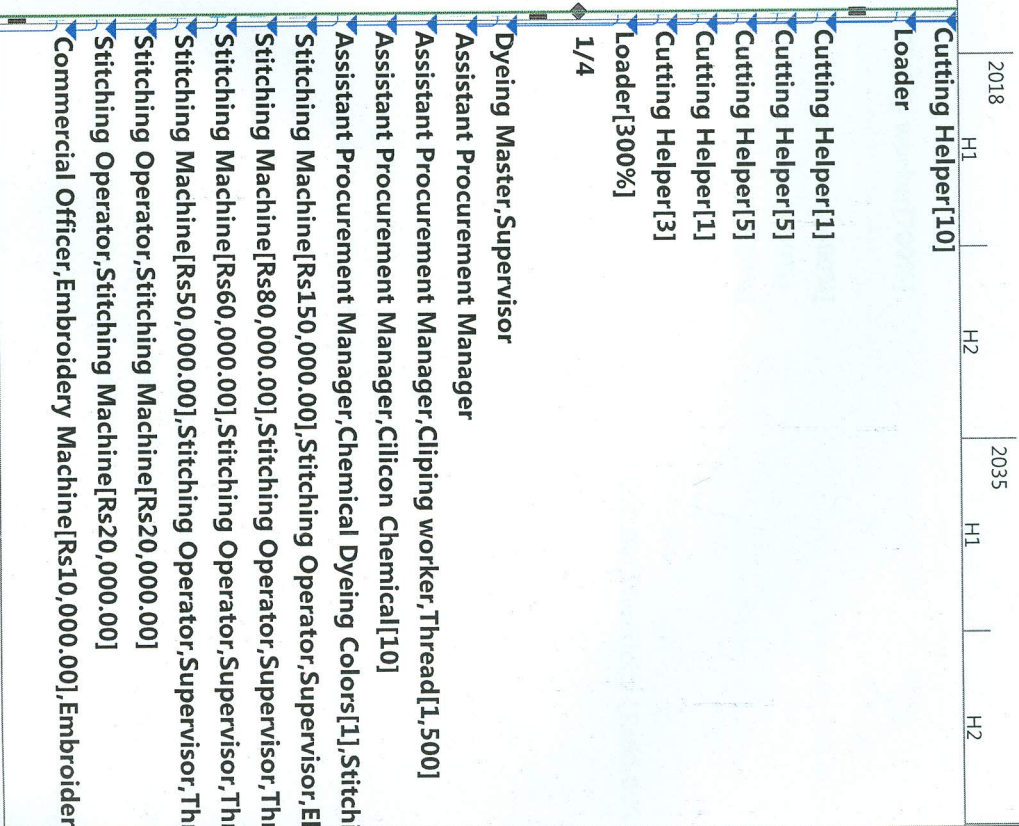 2018 2035
H1 H2 H1 H2
Cutting Helper[10]
Loader
Cutting Helper[1]
Cutting Helper[5]
Cutting Helper[5]
Cutting Helper[1]
Cutting Helper[3]
Loader[300%]
1/4
Dyeing Master,Supervisor
Assistant Procurement Manager
Assistant Procurement Manager,Cliping worker,Thread[1,500]
Assistant Procurement Manager,Cilicon Chemical[10]
Assistant Procurement Manager,Chemical Dyeing Colors[1],Stitchi
Stitching Machine[Rs150,000.00],Stitching Operator,Supervisor,El
Stitching Machine[Rs80,000.00],Stitching Operator,Supervisor,Thr
Stitching Machine[Rs60,000.00],Stitching Operator,Supervisor,Thr
Stitching Machine[Rs50,000.00],Stitching Operator,Supervisor,Thr
Stitching Operator,Stitching Machine[Rs20,000.00]
Stitching Operator,Stitching Machine[Rs20,000.00]
Commercial Officer,Embroidery Machine[Rs10,000.00],Embroider